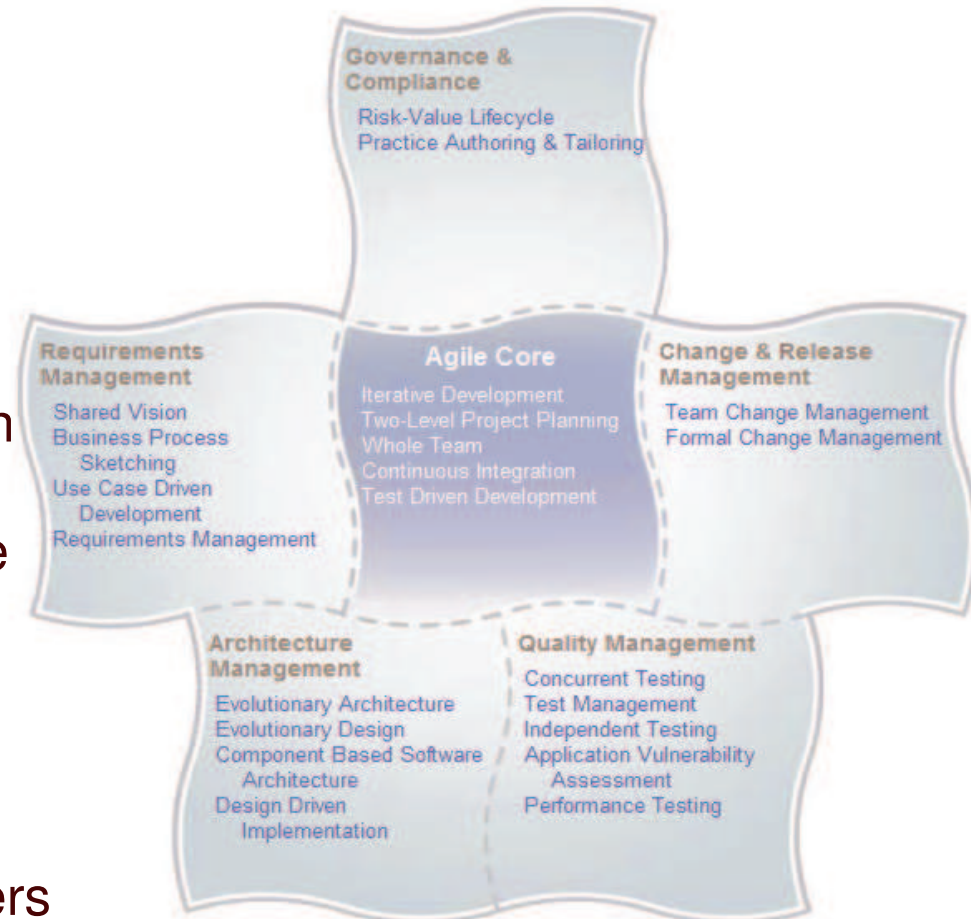 Governance &
Compliance
Risk-Value Lifecycle
Practice Authoring & Tailoring
Requirements
Management
Shared Vision
Business Process
Sketching
Use Case Driven
Development
Requirements Management
Agile Core
Iterative Development
Two-Level Project Planning
Whole Team
Continuous Integration
Test Driven Development
Change & Release
Management
Team Change Management
Formal Change Management
Architecture
Management
Evolutionary Architecture
Evolutionary Design
Component Based Software
Architecture
Design Driven
Implementation
Quality Management
Concurrent Testing
Test Management
Independent Testing
Application Vulnerability
Assessment
Performance Testing